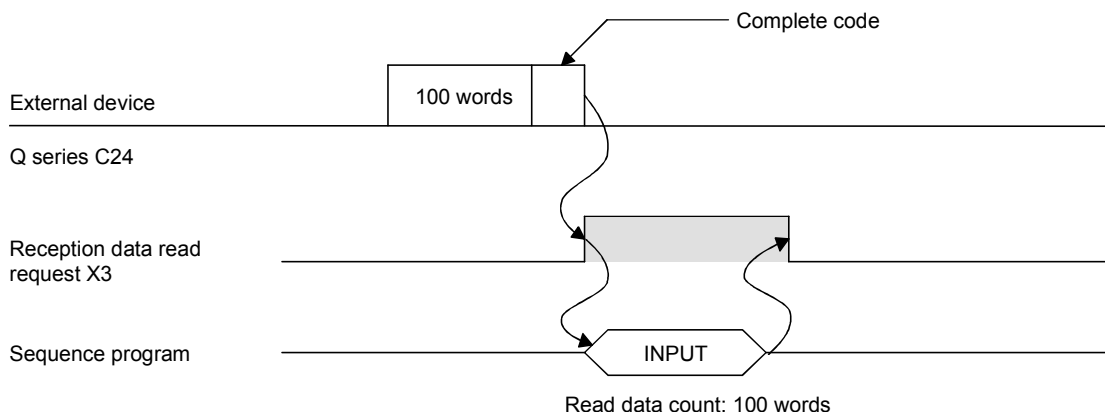 Complete code
100 words
External device
Q series C24
Reception data read
request X3
Sequence program
INPUT
Read data count: 100 words